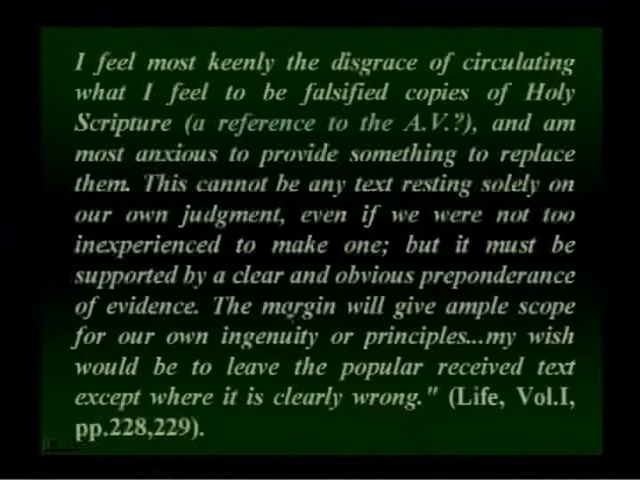 I feel most keenly the disgrace of circulating
what I feel to be falsified copies of Holy
Scripture (a reference to the A.V.?), and am
most anxious to provide something to replace
them. This cannot be any text resting solely on
our own judgment, even if we were not too
inexperienced to make one; but it must be
supported by a clear and obvious preponderance
of evidence. The margin will give ample scope
for our own ingenuity or principles...my wish
would be to leave the popular received text
except where it is clearly wrong." (Life, Vol.I,
pp.228,229).